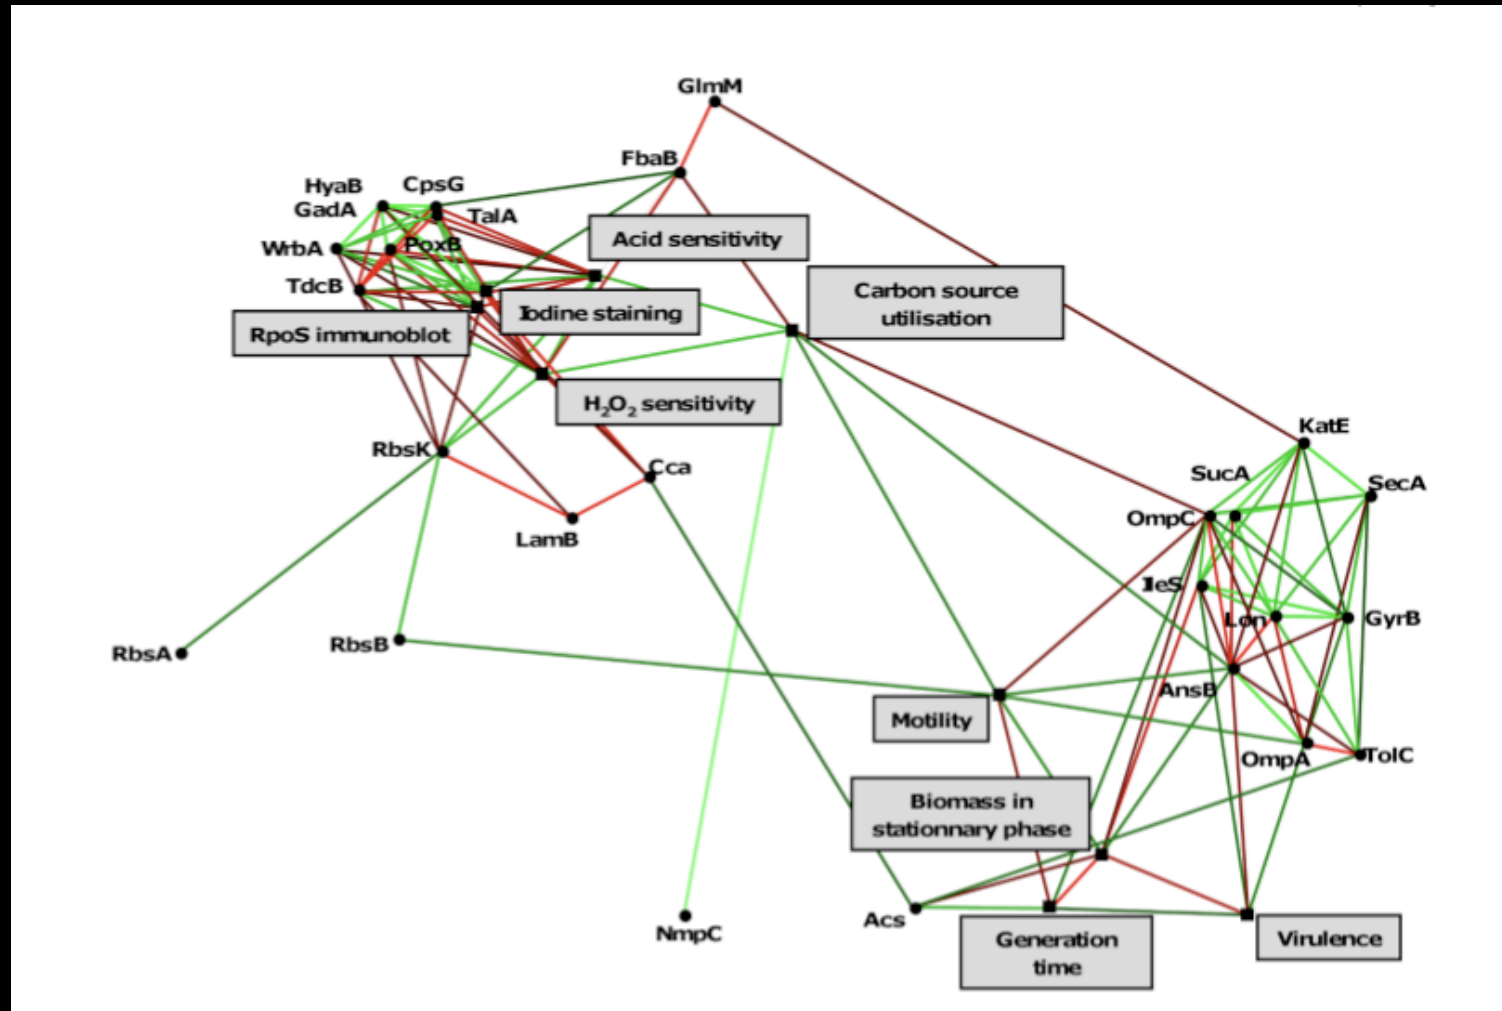 GlmM
FbaB
HyaB
CpsG
GadA
TalA
WrbA
PoxB
Acid sensitivity
TdcB
Carbon source
utilisation
Iodine staining
RpoS immunoblot
H₂O₂ sensitivity
KatE
RbsK
Cca
SucA
SecA
OmpC
LamB
IleS
Lon
GyrB
RbsB
RbsA
AnsB
Motility
OmpA
TolC
Biomass in
stationnary phase
Acs
NmpC
Generation
time
Virulence